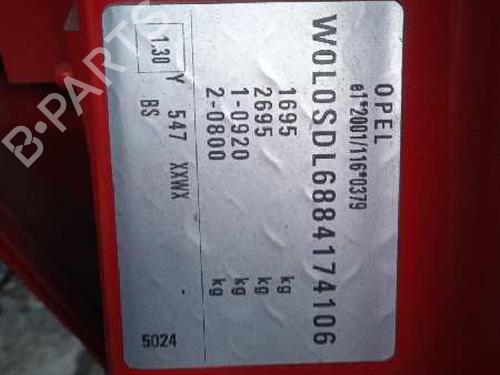 OPEL
e1*2001/116*0379
W0L0SDL6884174106
1695 kg
2695 kg
1-0920 kg
2-0800 kg
1.30 Y 547 XXWX -
BS
5024